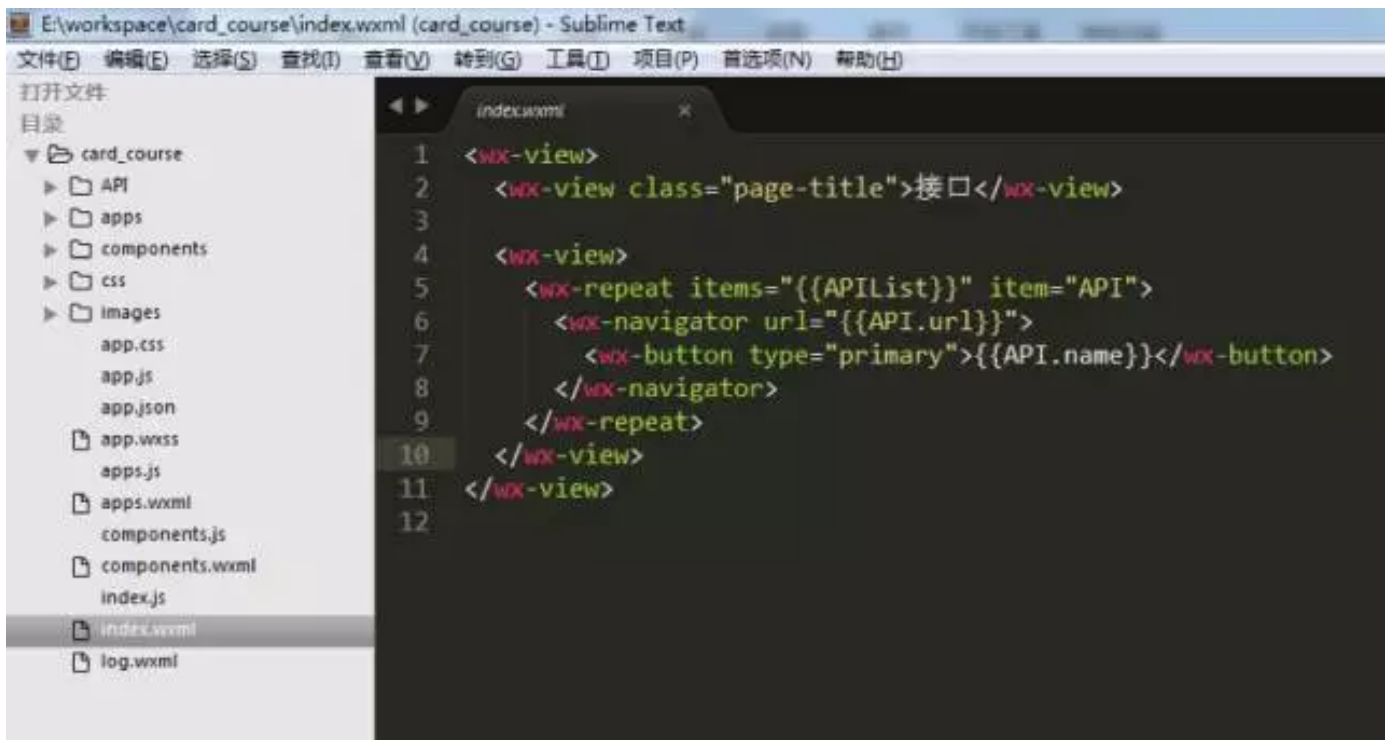 E:\workspace\card_course\index.wxml (card_course) - Sublime Text
文件(F) 编辑(E) 选择(S) 查找(I) 查看(V) 转到(G) 工具(T) 项目(P) 首选项(N) 帮助(H)
打开文件
目录
card_course
API
apps
components
css
images
app.css
app.js
app.json
app.wxss
apps.js
apps.wxml
components.js
components.wxml
index.js
index.wxml
log.wxml
index.wxml ×
1 <wx-view>
2 <wx-view class="page-title">接口</wx-view>
3
4 <wx-view>
5 <wx-repeat items="{{APIList}}" item="API">
6 <wx-navigator url="{{API.url}}">
7 <wx-button type="primary">{{API.name}}</wx-button>
8 </wx-navigator>
9 </wx-repeat>
10 </wx-view>
11 </wx-view>
12